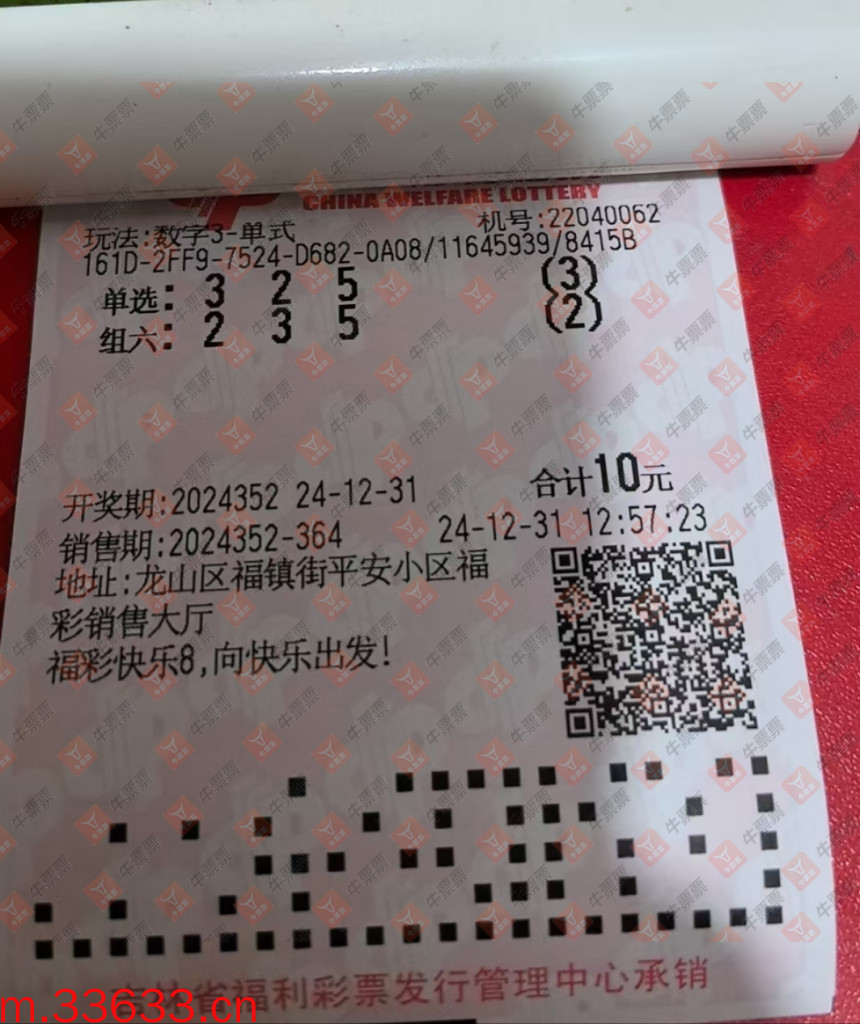 CHINA WELFARE LOTTERY
玩法:数字3-单式 机号:22040062
161D-2FF9-7524-D682-0A08/11645939/8415B
单选: 3 2 5 (3)
组六: 2 3 5 (2)
开奖期:2024352 24-12-31 合计10元
销售期:2024352-364 24-12-31 12:57:23
地址:龙山区福镇街平安小区福
彩销售大厅
福彩快乐8,向快乐出发!
省福利彩票发行管理中心承销
m.33633.cn
牛票票